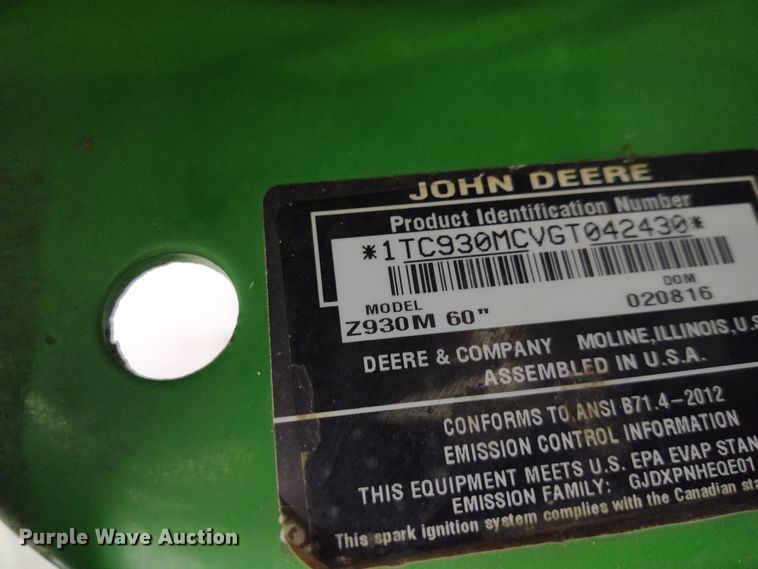 JOHN DEERE
Product Identification Number
*1TC930MCVGT042430*
MODEL DOM
Z930M 60" 020816
DEERE & COMPANY MOLINE, ILLINOIS, U.S
ASSEMBLED IN U.S.A.
CONFORMS TO ANSI B71.4-2012
EMISSION CONTROL INFORMATION
THIS EQUIPMENT MEETS U.S. EPA EVAP STAN
EMISSION FAMILY: GJDXPNHEQE01
This spark ignition system complies with the Canadian sta
Purple Wave Auction